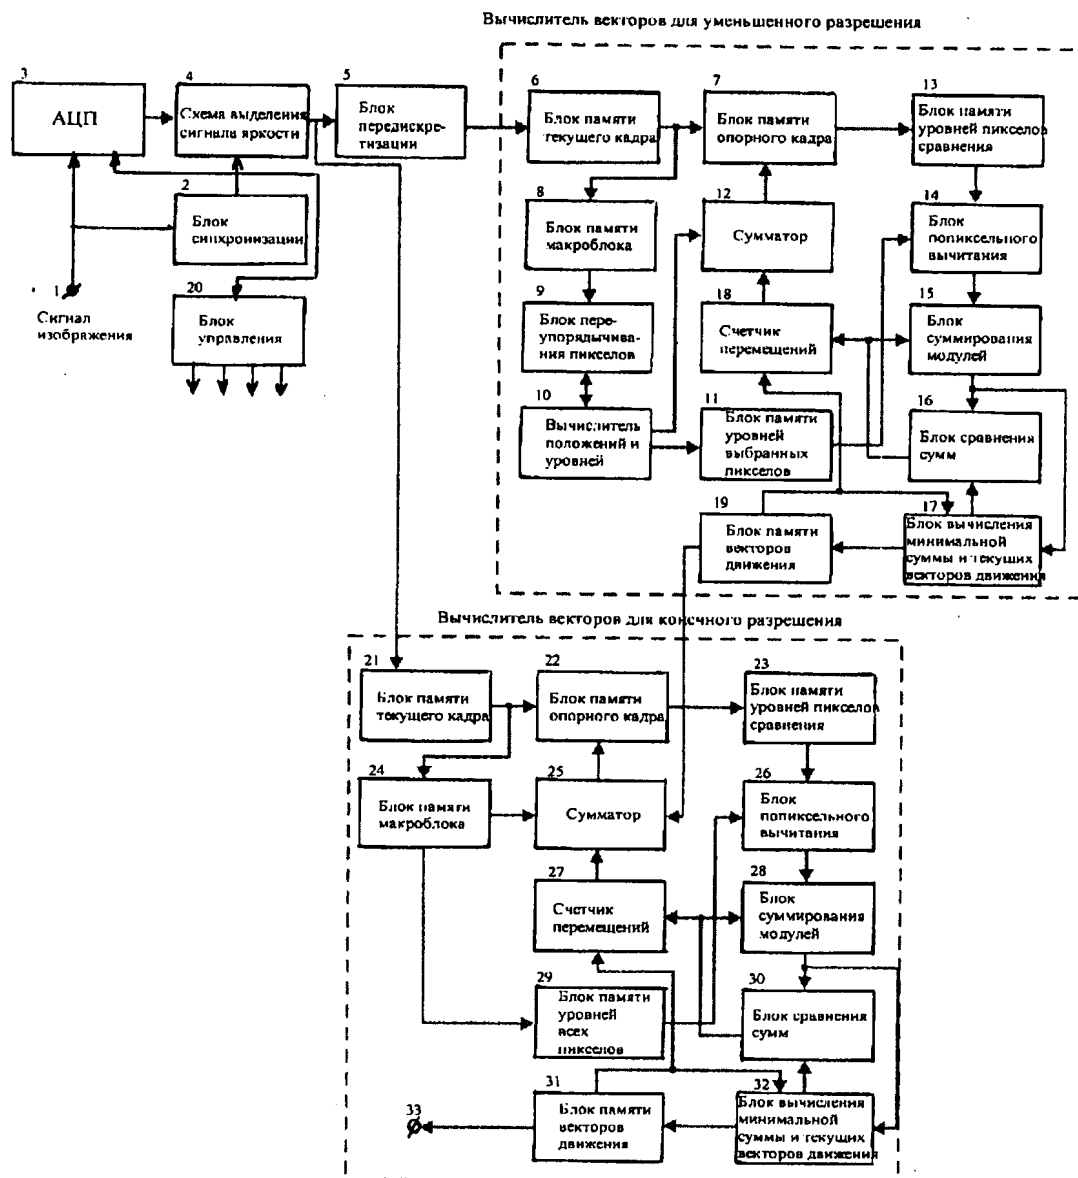 Вычислитель векторов для уменьшенного разрешения
3
АЦП
4
Схема выделения
сигнала яркости
5
Блок
передискре-
тизации
6
Блок памяти
текущего кадра
7
Блок памяти
опорного кадра
13
Блок памяти
уровней пикселов
сравнения
2
Блок
синхронизации
8
Блок памяти
макроблока
12
Сумматор
14
Блок
попиксельного
вычитания
1
Сигнал
изображения
20
Блок
управления
9
Блок пере-
упорядычива-
ния пикселов
18
Счетчик
перемещений
15
Блок
суммирования
модулей
10
Вычислитель
положений и
уровней
11
Блок памяти
уровней
выбранных
пикселов
16
Блок сравнения
сумм
19
Блок памяти
векторов
движения
17
Блок вычисления
минимальной
суммы и текущих
векторов движения
Вычислитель векторов для конечного разрешения
21
Блок памяти
текущего кадра
22
Блок памяти
опорного кадра
23
Блок памяти
уровней пикселов
сравнения
24
Блок памяти
макроблока
25
Сумматор
26
Блок
попиксельного
вычитания
27
Счетчик
перемещений
28
Блок
суммирования
модулей
29
Блок памяти
уровней
всех
пикселов
30
Блок сравнения
сумм
33
31
Блок памяти
векторов
движения
32
Блок вычисления
минимальной
суммы и текущих
векторов движения